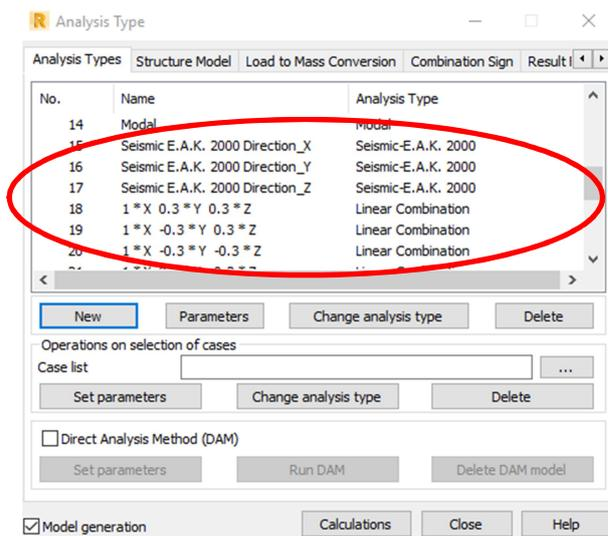 R Analysis Type
Analysis Types Structure Model Load to Mass Conversion Combination Sign Result
No. Name Analysis Type
14 Modal Modal
15 Seismic E.A.K. 2000 Direction_X Seismic-E.A.K. 2000
16 Seismic E.A.K. 2000 Direction_Y Seismic-E.A.K. 2000
17 Seismic E.A.K. 2000 Direction_Z Seismic-E.A.K. 2000
18 1 * X 0.3 * Y 0.3 * Z Linear Combination
19 1 * X -0.3 * Y 0.3 * Z Linear Combination
20 1 * X -0.3 * Y -0.3 * Z Linear Combination
New Parameters Change analysis type Delete
Operations on selection of cases
Case list ...
Set parameters Change analysis type Delete
Direct Analysis Method (DAM)
Set parameters Run DAM Delete DAM model
Model generation Calculations Close Help